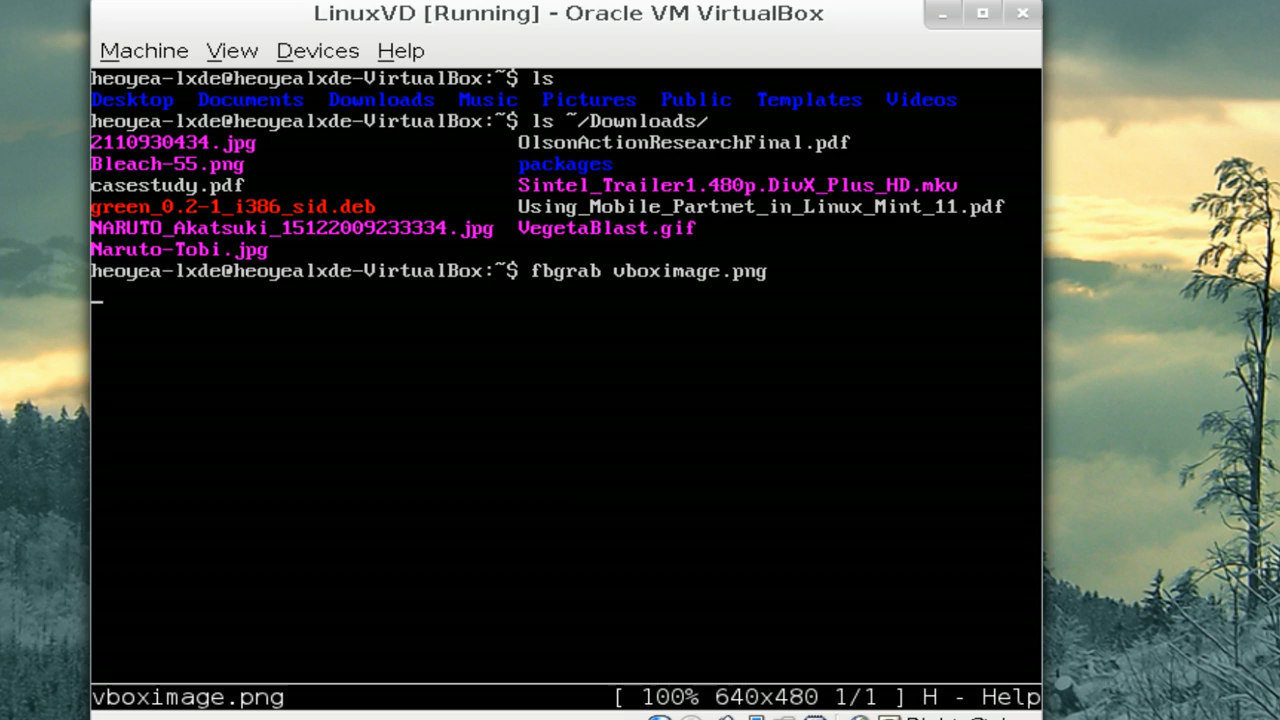 LinuxVD [Running] - Oracle VM VirtualBox
Machine View Devices Help
heoyea-lxde@heoyealxde-VirtualBox:~$ ls
Desktop Documents Downloads Music Pictures Public Templates Videos
heoyea-lxde@heoyealxde-VirtualBox:~$ ls ~/Downloads/
2110930434.jpg OlsonActionResearchFinal.pdf
Bleach-55.png packages
casestudy.pdf Sintel_Trailer1.480p.DivX_Plus_HD.mkv
green_0.2-1_i386_sid.deb Using_Mobile_Partnet_in_Linux_Mint_11.pdf
NARUTO_Akatsuki_15122009233334.jpg VegetaBlast.gif
Naruto-Tobi.jpg
heoyea-lxde@heoyealxde-VirtualBox:~$ fbgrab vboximage.png
vboximage.png [ 100% 640x480 1/1 ] H - Help